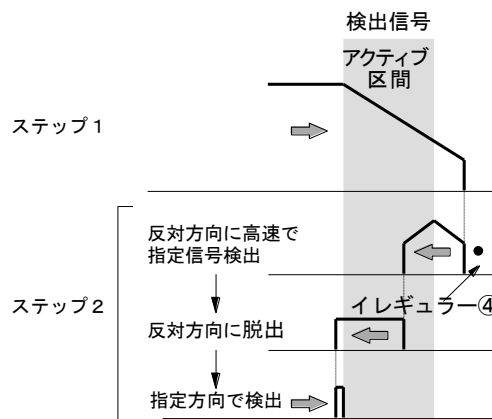 検出信号
アクティブ
区間
ステップ1
反対方向に高速で
指定信号検出
イレギュラー④
ステップ2
反対方向に脱出
指定方向で検出